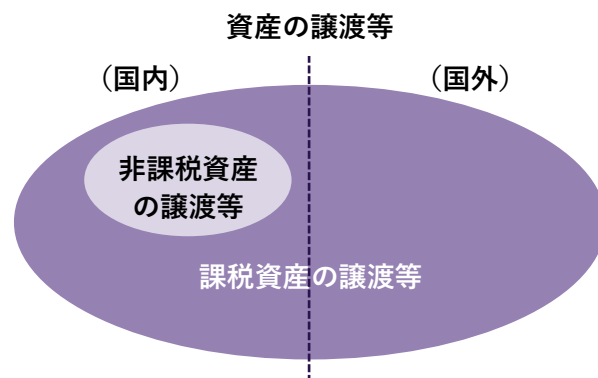 資産の譲渡等
（国内）
（国外）
非課税資産
の譲渡等
課税資産の譲渡等